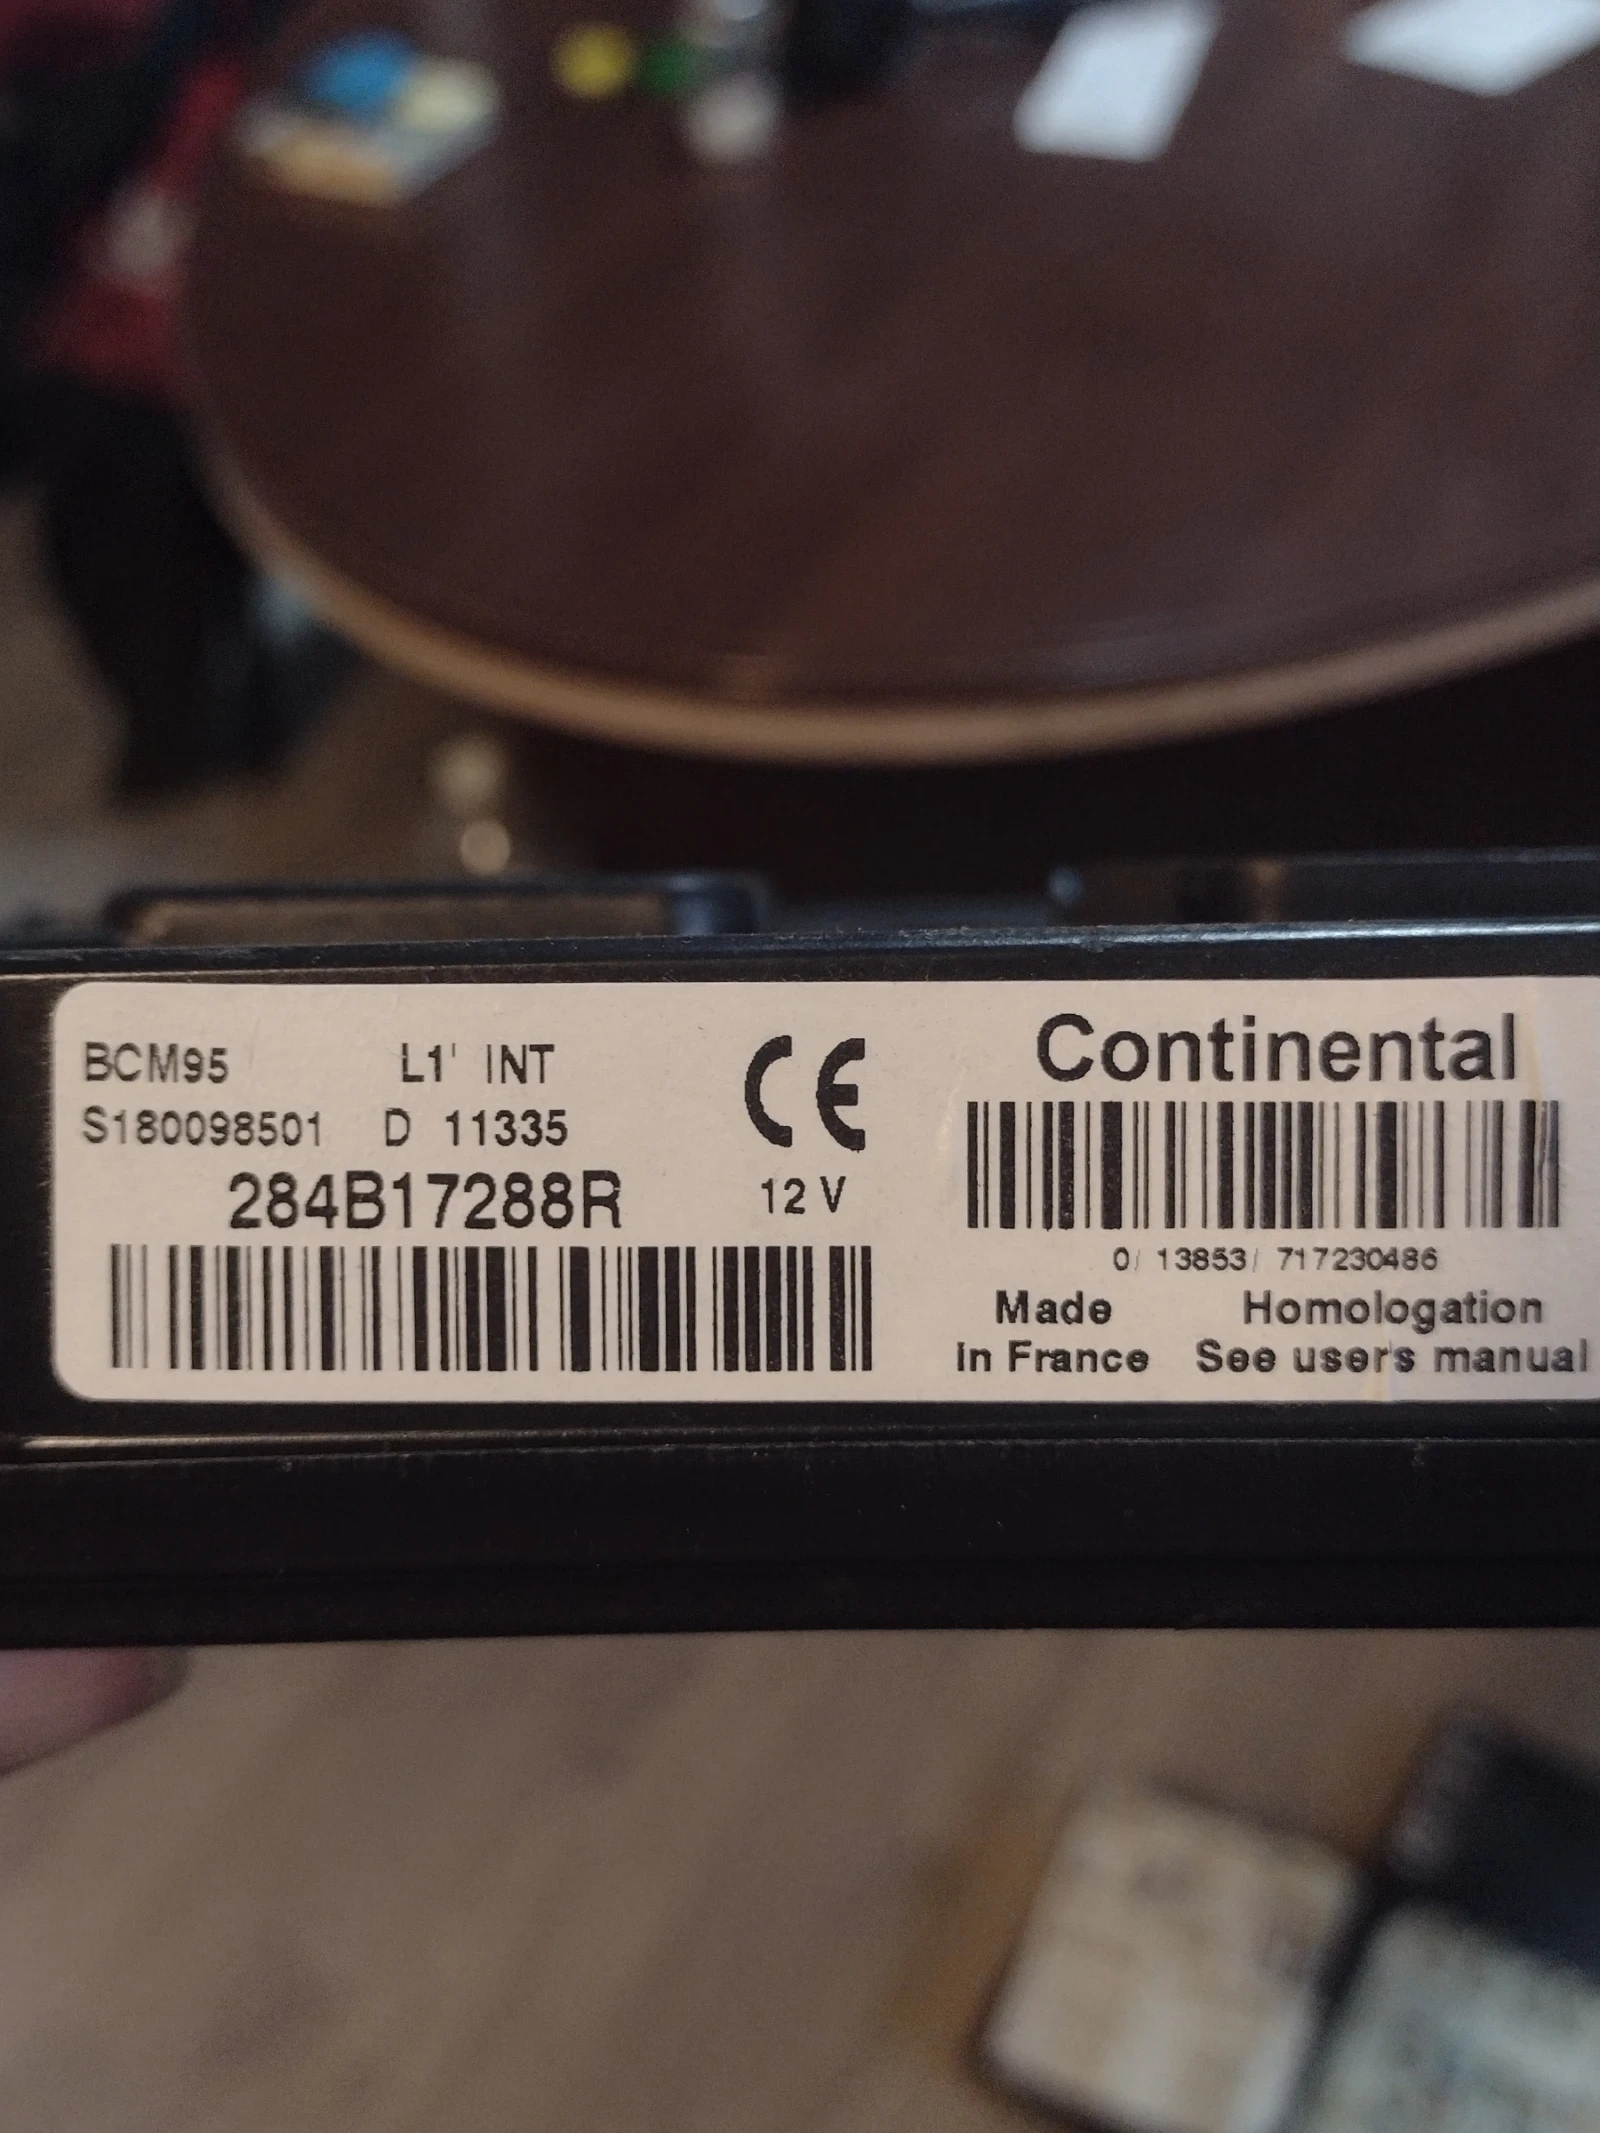 BCM95 L1' INT
S180098501 D 11335
284B17288R
CE
12 V
Continental
0/ 13853/ 717230486
Made
in France
Homologation
See user's manual